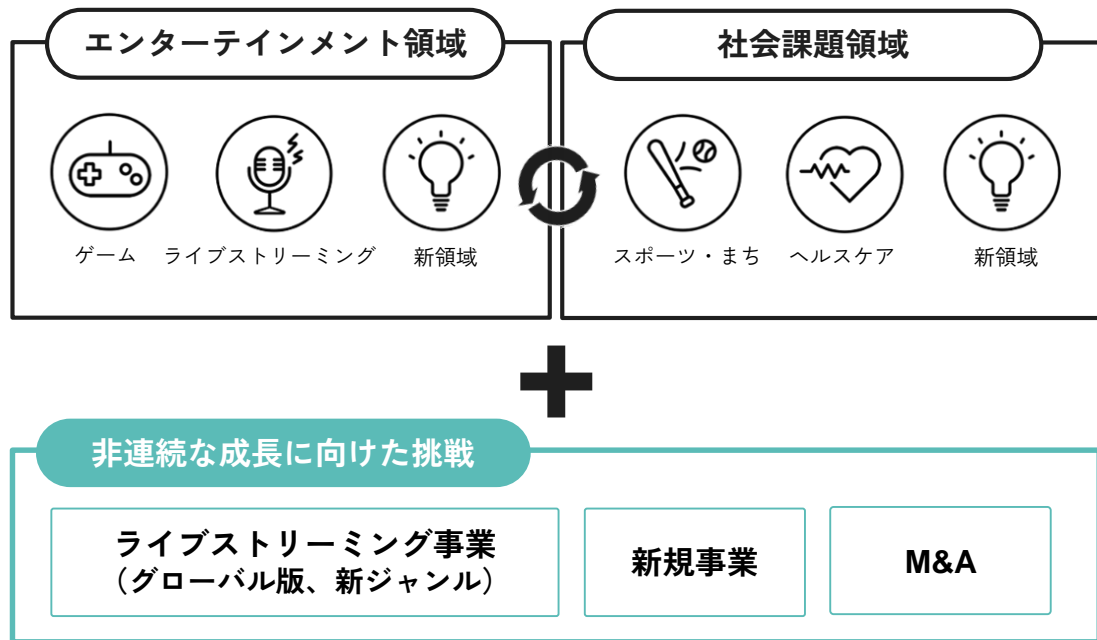 エンターテインメント領域
ゲーム
ライブストリーミング
新領域
社会課題領域
スポーツ・まち
ヘルスケア
新領域
非連続な成長に向けた挑戦
ライブストリーミング事業
（グローバル版、新ジャンル）
新規事業
M&A